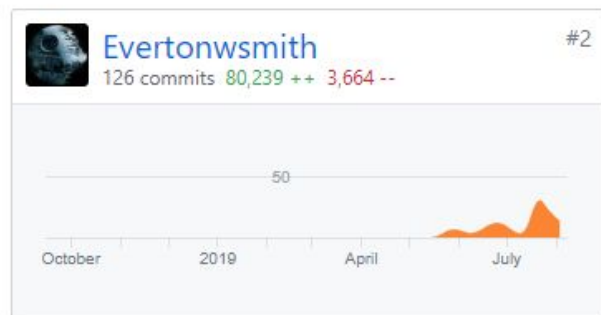 Evertonwsmith
#2
126 commits 80,239 ++ 3,664 --
50
October 2019 April July